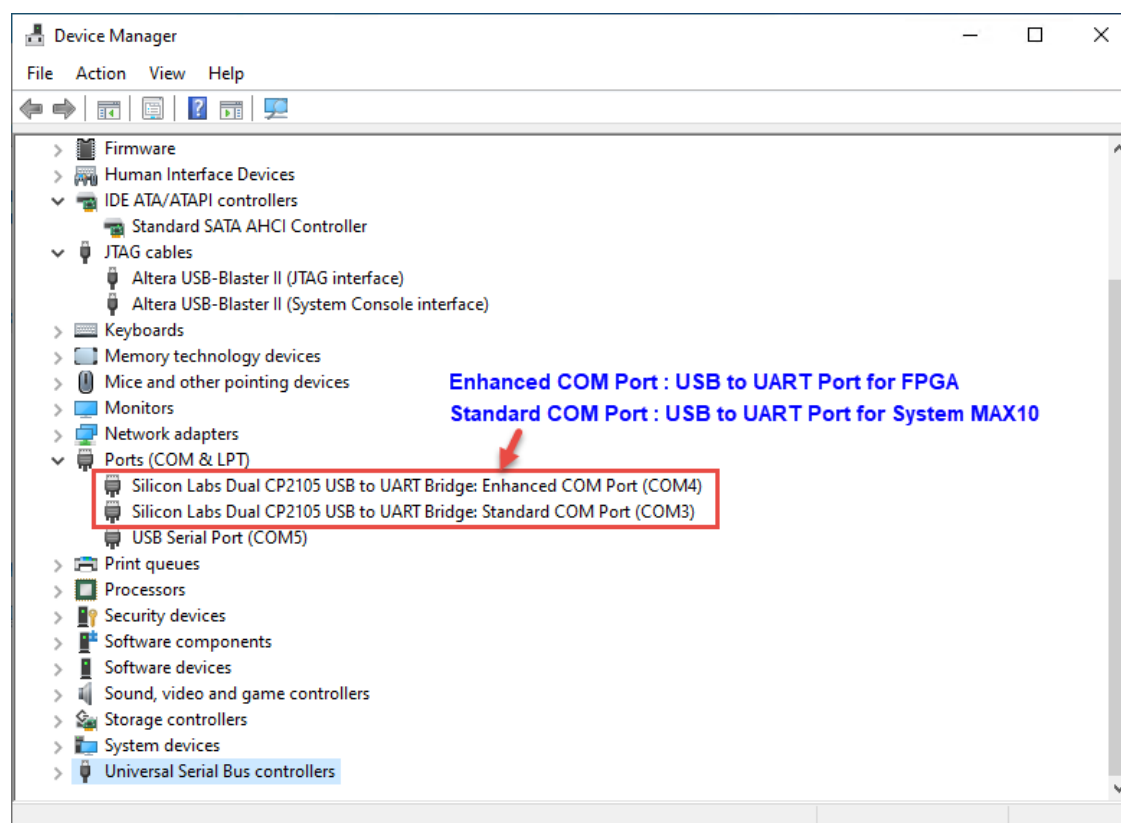 Device Manager
File Action View Help
Firmware
Human Interface Devices
IDE ATA/ATAPI controllers
Standard SATA AHCI Controller
JTAG cables
Altera USB-Blaster II (JTAG interface)
Altera USB-Blaster II (System Console interface)
Keyboards
Memory technology devices
Mice and other pointing devices
Enhanced COM Port : USB to UART Port for FPGA
Monitors
Standard COM Port : USB to UART Port for System MAX10
Network adapters
Ports (COM & LPT)
Silicon Labs Dual CP2105 USB to UART Bridge: Enhanced COM Port (COM4)
Silicon Labs Dual CP2105 USB to UART Bridge: Standard COM Port (COM3)
USB Serial Port (COM5)
Print queues
Processors
Security devices
Software components
Software devices
Sound, video and game controllers
Storage controllers
System devices
Universal Serial Bus controllers